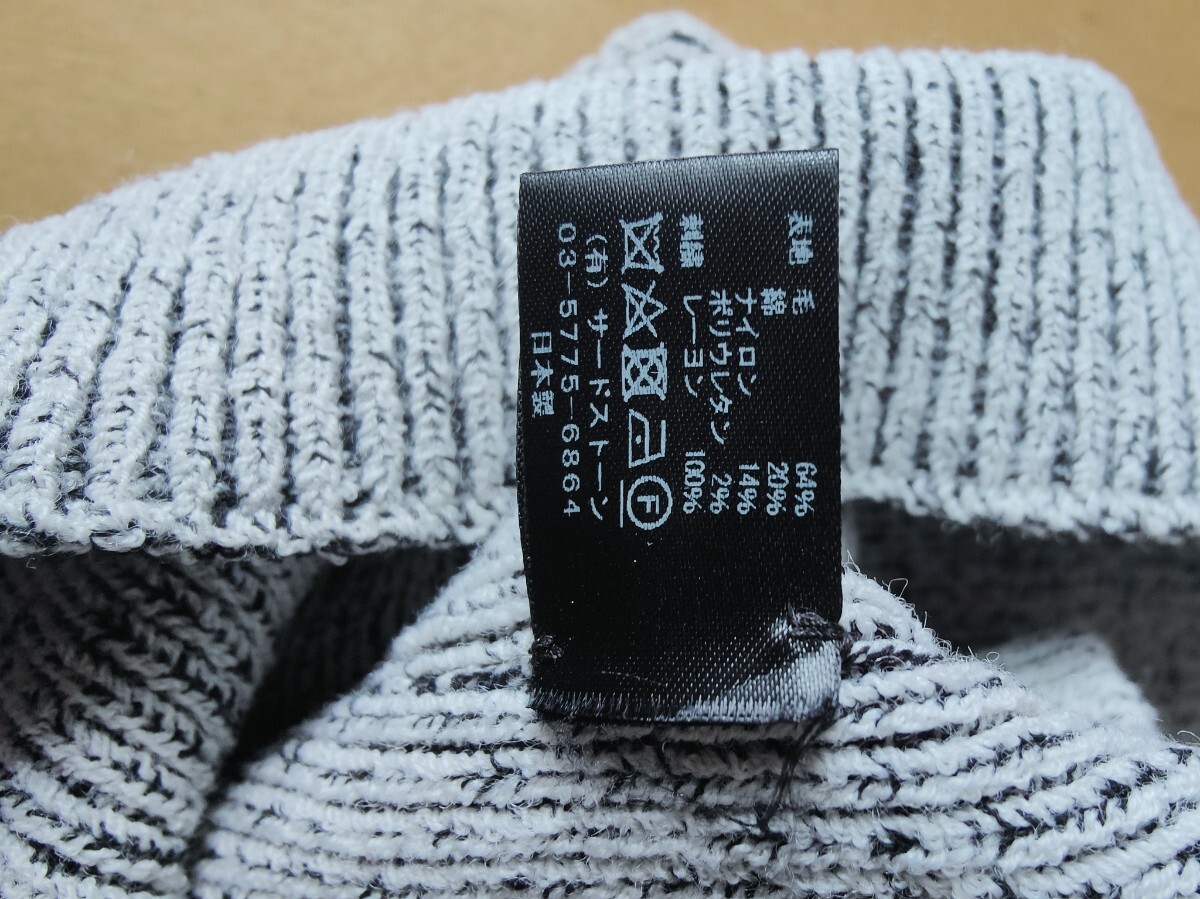 表地 毛 64%
綿 20%
ナイロン 14%
ポリウレタン 2%
刺繍 レーヨン 100%
F
(有)サードストーン
03-5775-6864
日本製